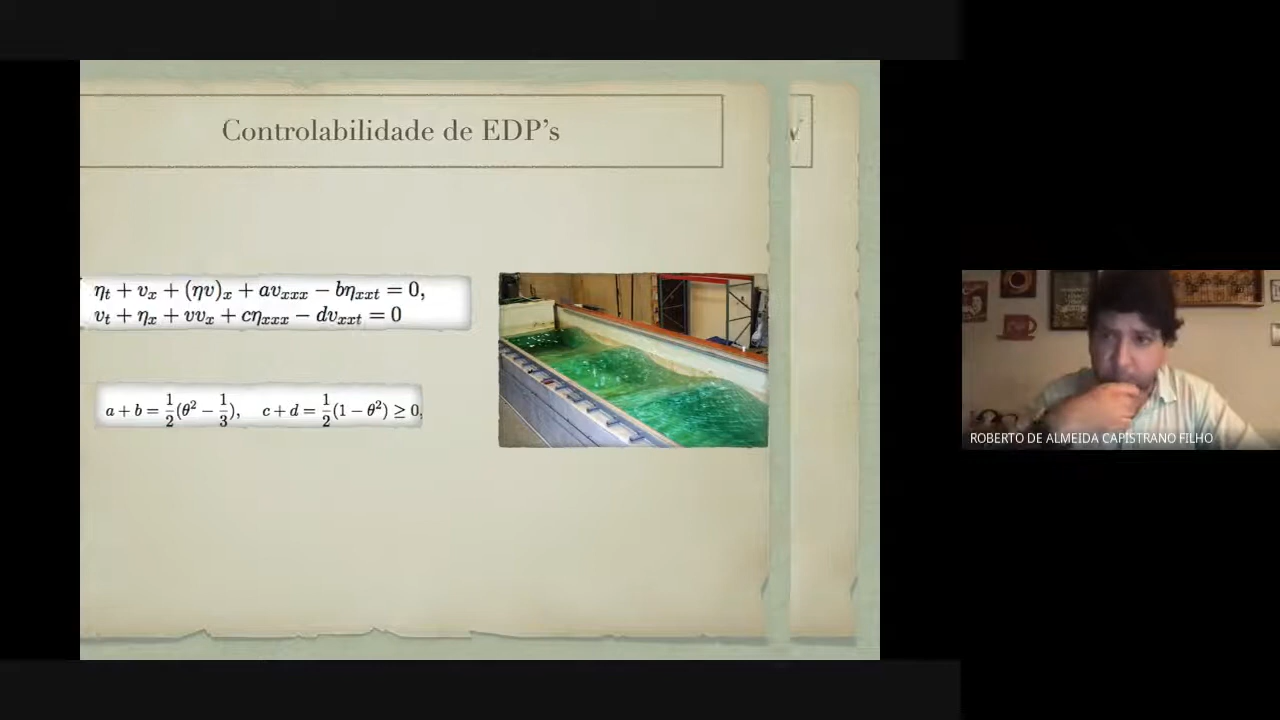 Controlabilidade de EDP's
ηₜ + vₓ + (ηv)ₓ + avₓₓₓ − bηₓₓₜ = 0,
vₜ + ηₓ + vvₓ + cηₓₓₓ − dvₓₓₜ = 0
a + b = 1/2(θ² − 1/3), c + d = 1/2(1 − θ²) ≥ 0,
ROBERTO DE ALMEIDA CAPISTRANO FILHO